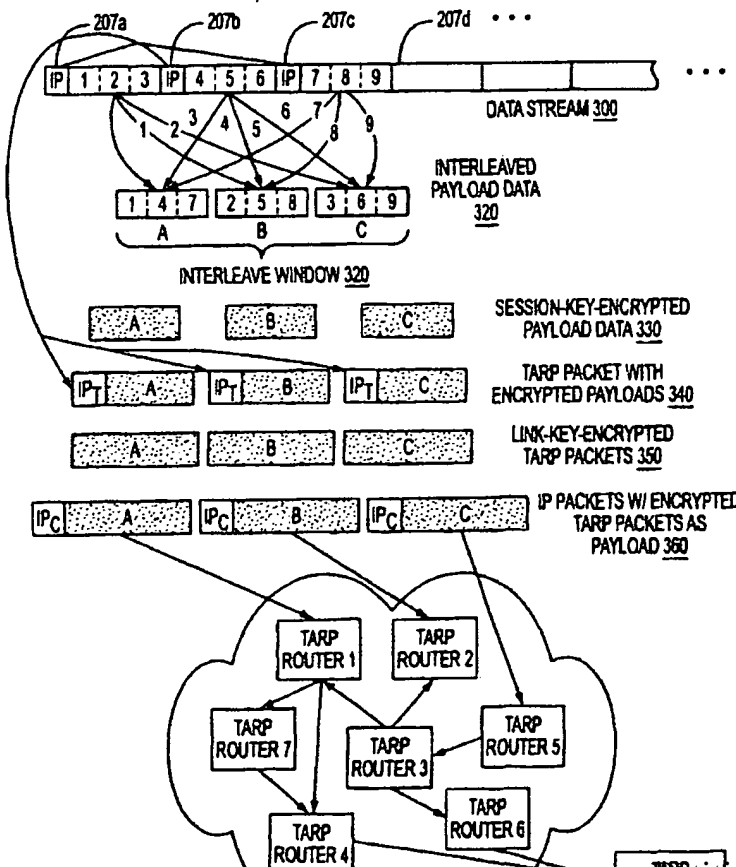 207a 207b 207c 207d • • •
IP 1 2 3 IP 4 5 6 IP 7 8 9 • • •
DATA STREAM 300
1 2 3 4 5 6 7 8 9
INTERLEAVED
PAYLOAD DATA
320
1 4 7 2 5 8 3 6 9
A B C
INTERLEAVE WINDOW 320
A B C
SESSION-KEY-ENCRYPTED
PAYLOAD DATA 330
IPT A IPT B IPT C
TARP PACKET WITH
ENCRYPTED PAYLOADS 340
A B C
LINK-KEY-ENCRYPTED
TARP PACKETS 350
IPC A IPC B IPC C
IP PACKETS W/ ENCRYPTED
TARP PACKETS AS
PAYLOAD 360
TARP
ROUTER 1
TARP
ROUTER 2
TARP
ROUTER 7
TARP
ROUTER 3
TARP
ROUTER 5
TARP
ROUTER 6
TARP
ROUTER 4